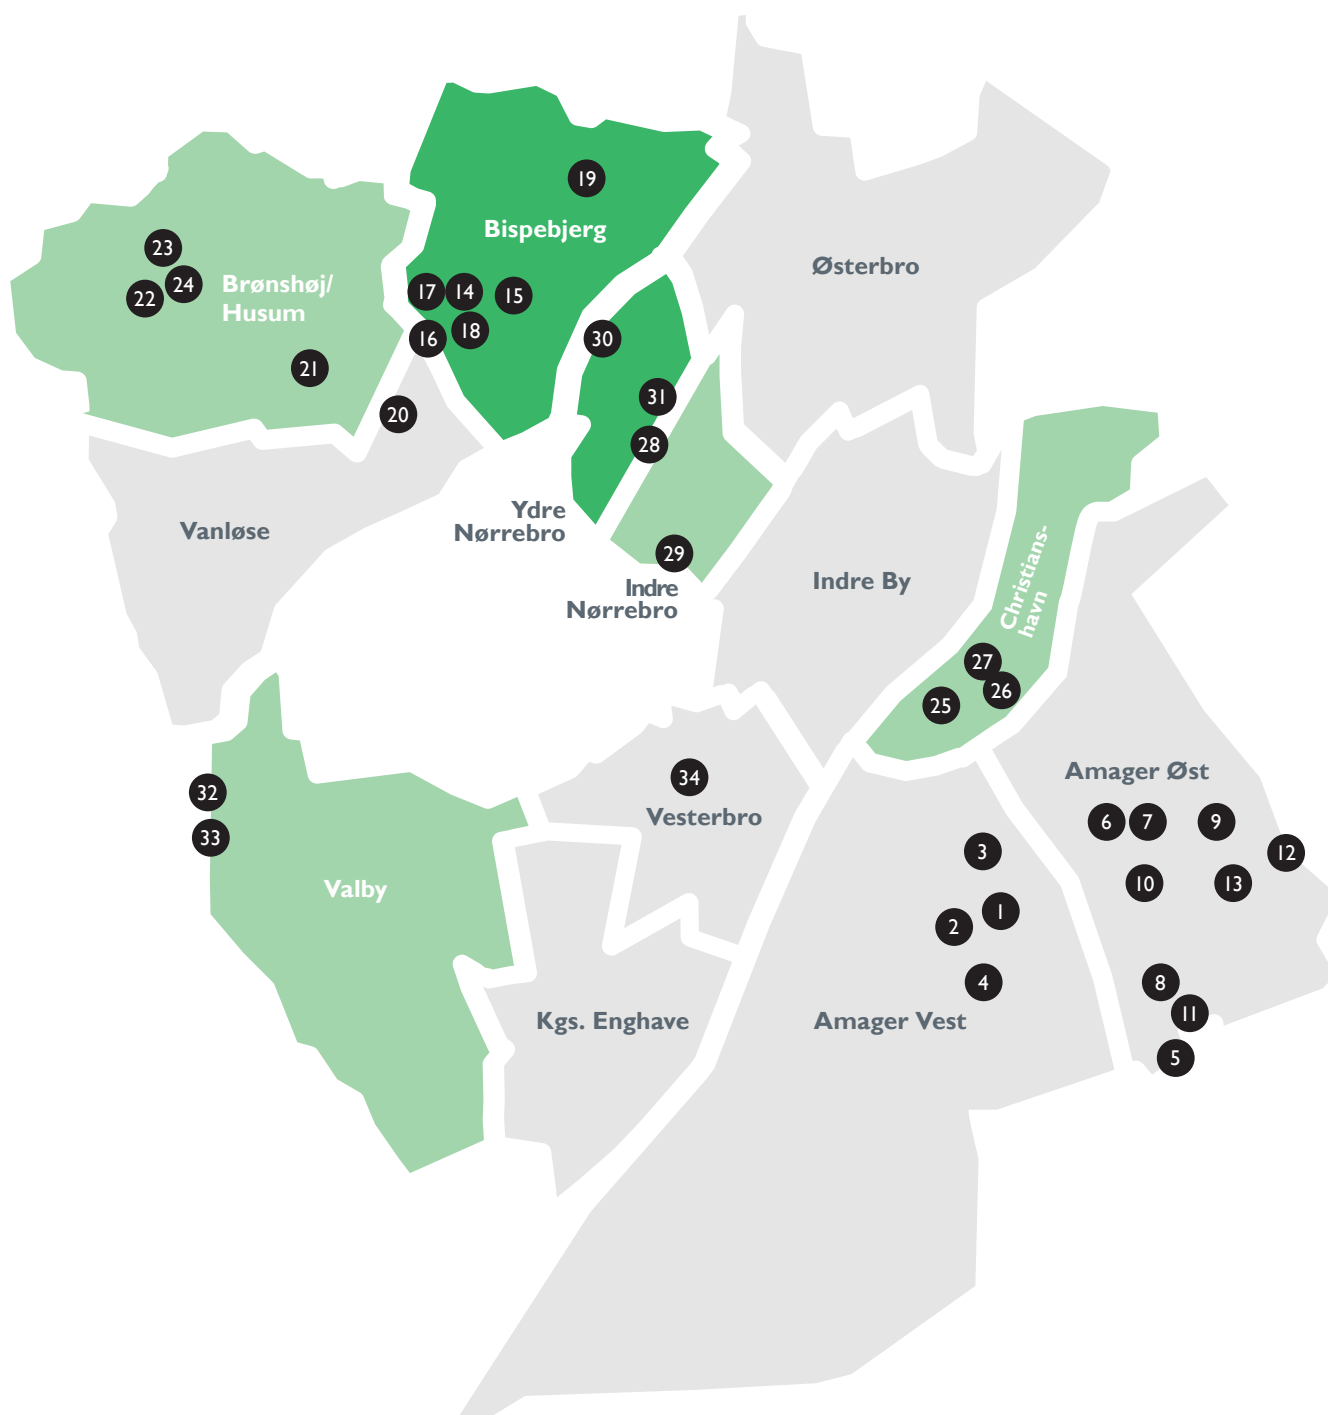 19
Bispebjerg
23
24
22
Brønshøj/
Husum
17
14
15
16
18
21
20
30
31
28
Østerbro
Vanløse
Ydre
Nørrebro
29
Indre
Nørrebro
Indre By
Christians-
havn
27
26
25
34
Vesterbro
32
33
Valby
Amager Øst
6
7
9
12
10
13
3
1
2
4
8
11
5
Kgs. Enghave
Amager Vest